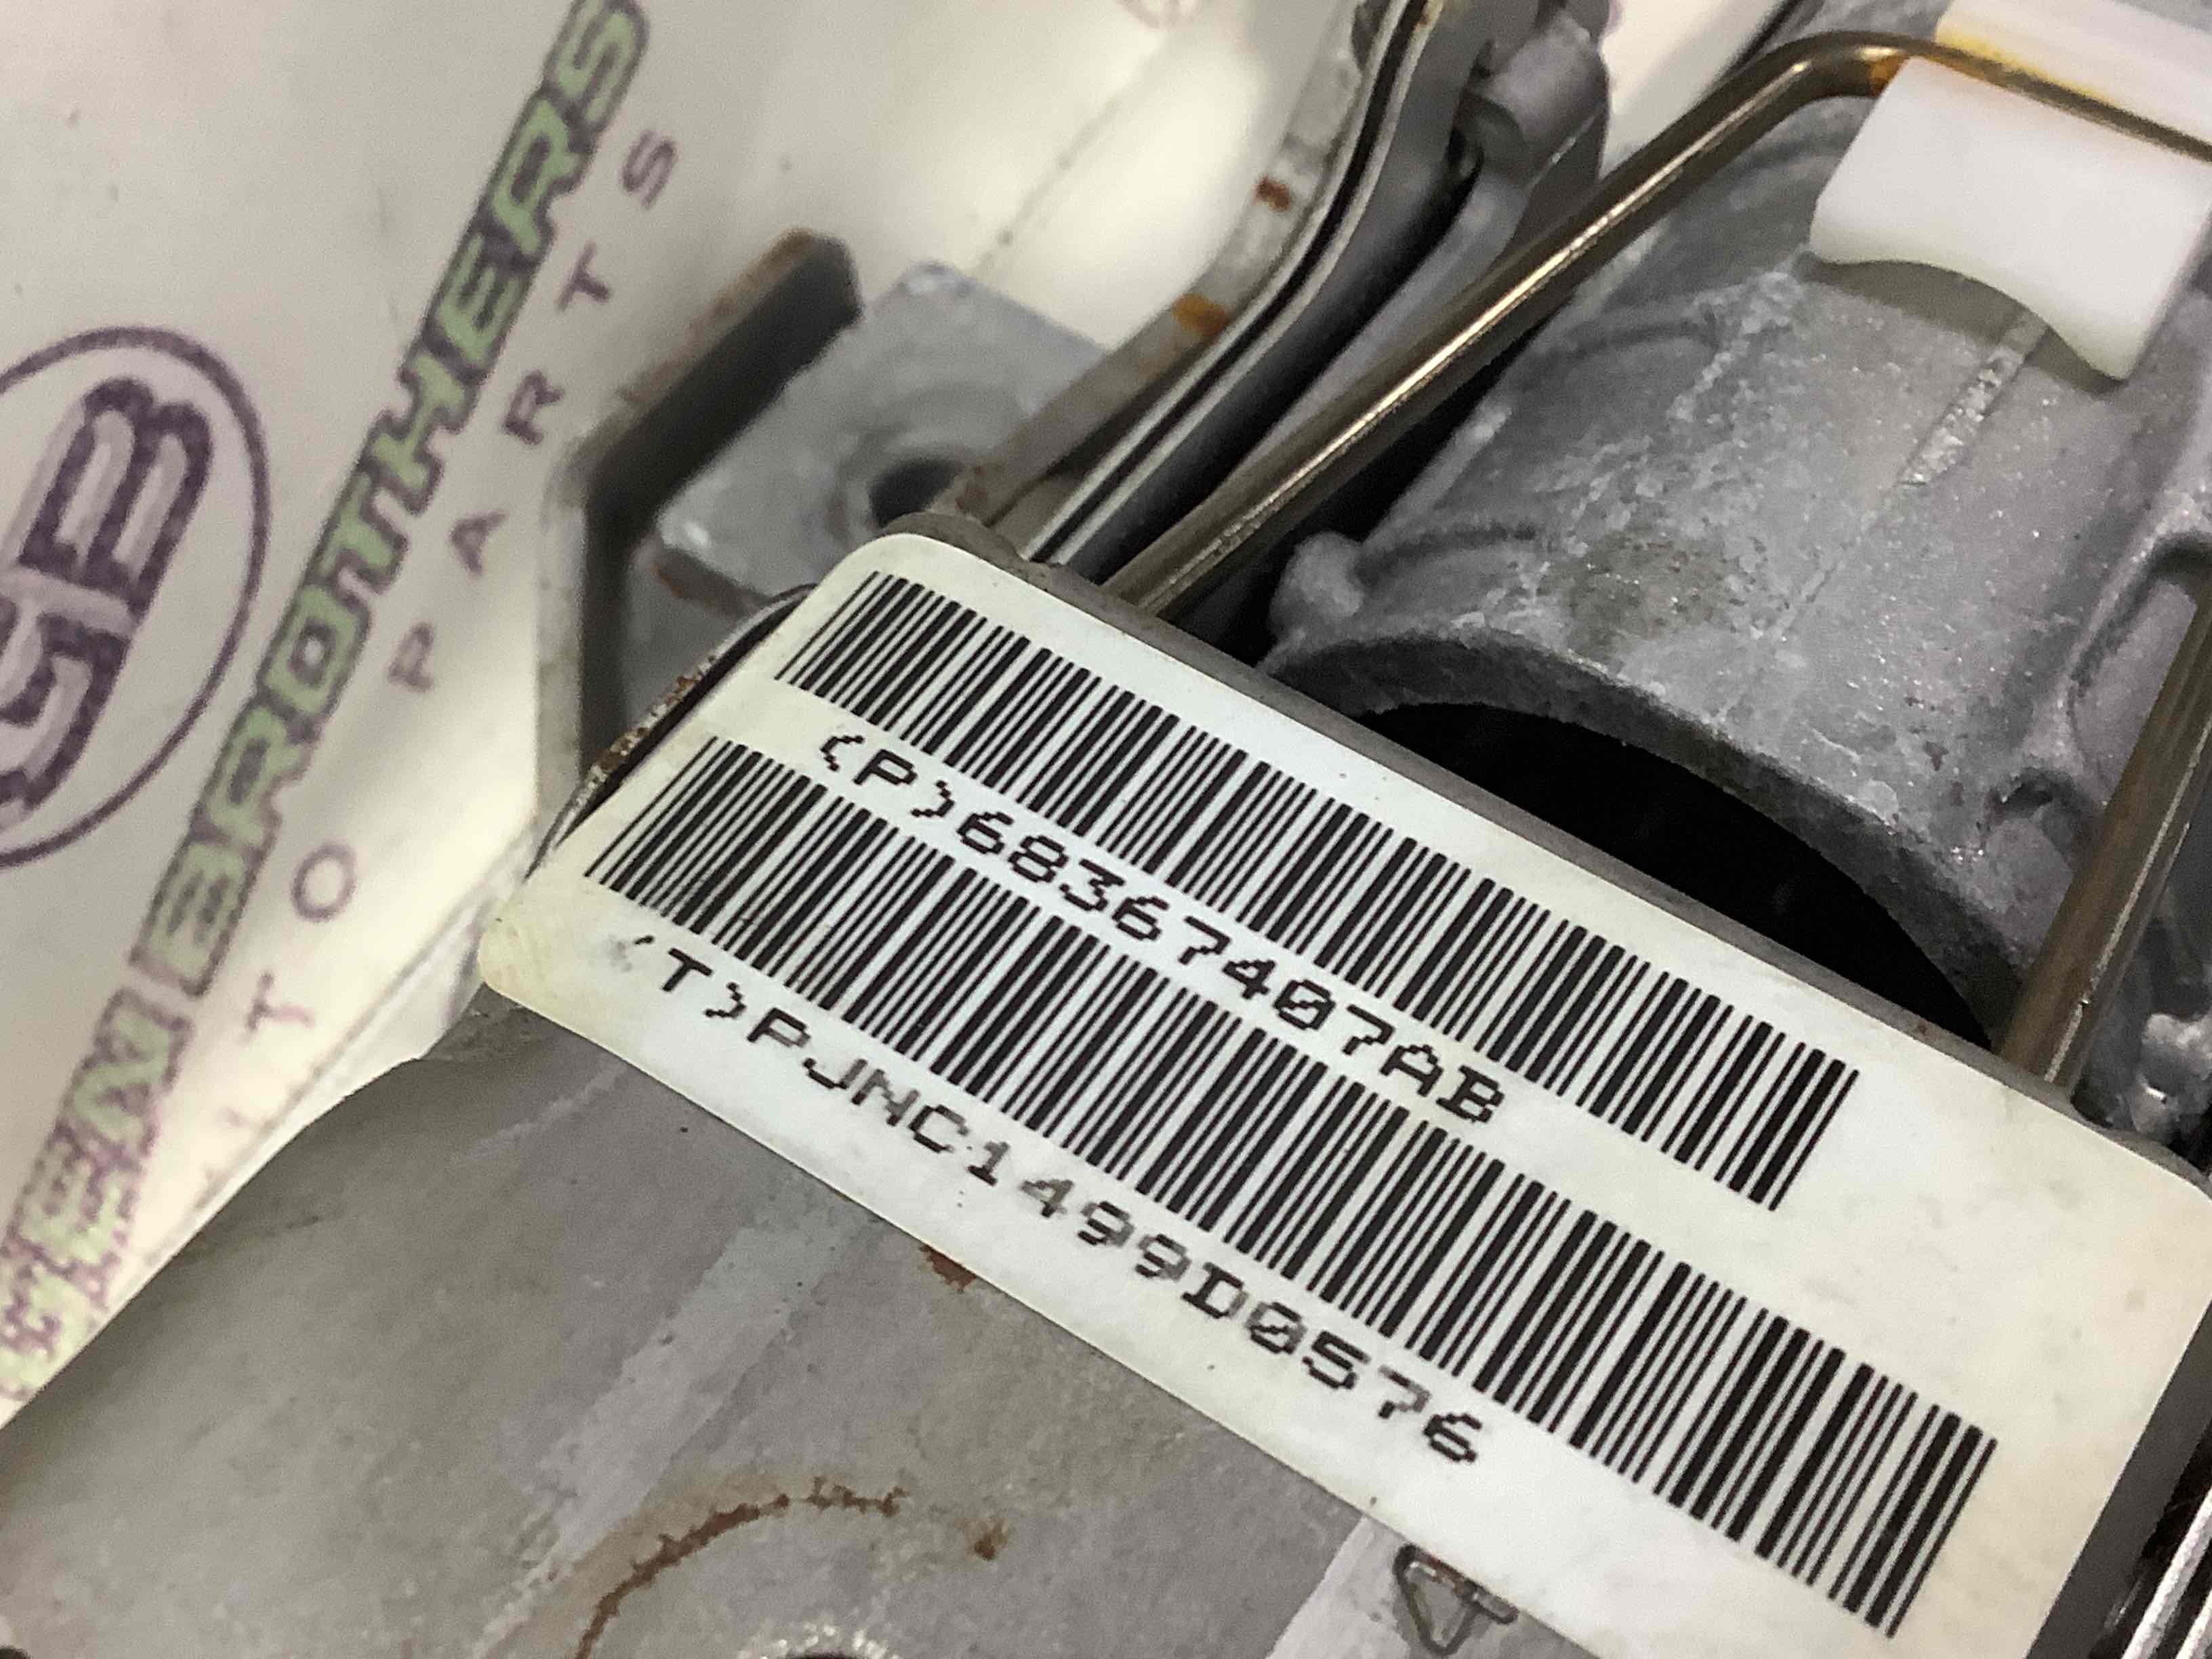 GB
GREEN BROTHERS
AUTO PARTS
(P)68367407AB
(T)PJNC1499D0576